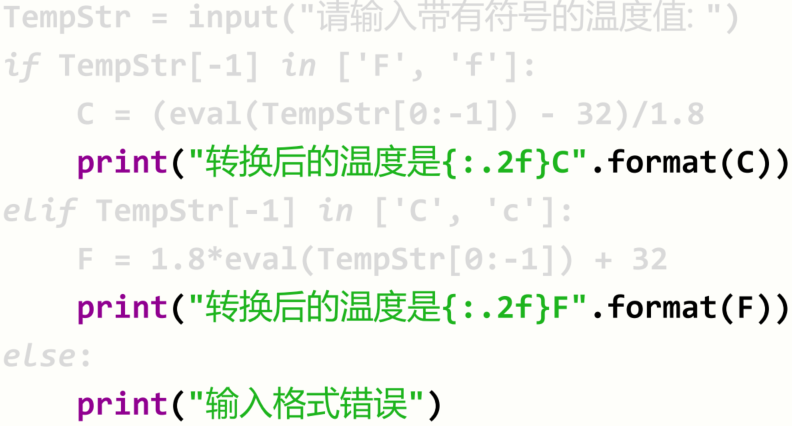 TempStr = input("请输入带有符号的温度值: ")
if TempStr[-1] in ['F', 'f']:
    C = (eval(TempStr[0:-1]) - 32)/1.8
    print("转换后的温度是{:.2f}C".format(C))
elif TempStr[-1] in ['C', 'c']:
    F = 1.8*eval(TempStr[0:-1]) + 32
    print("转换后的温度是{:.2f}F".format(F))
else:
    print("输入格式错误")